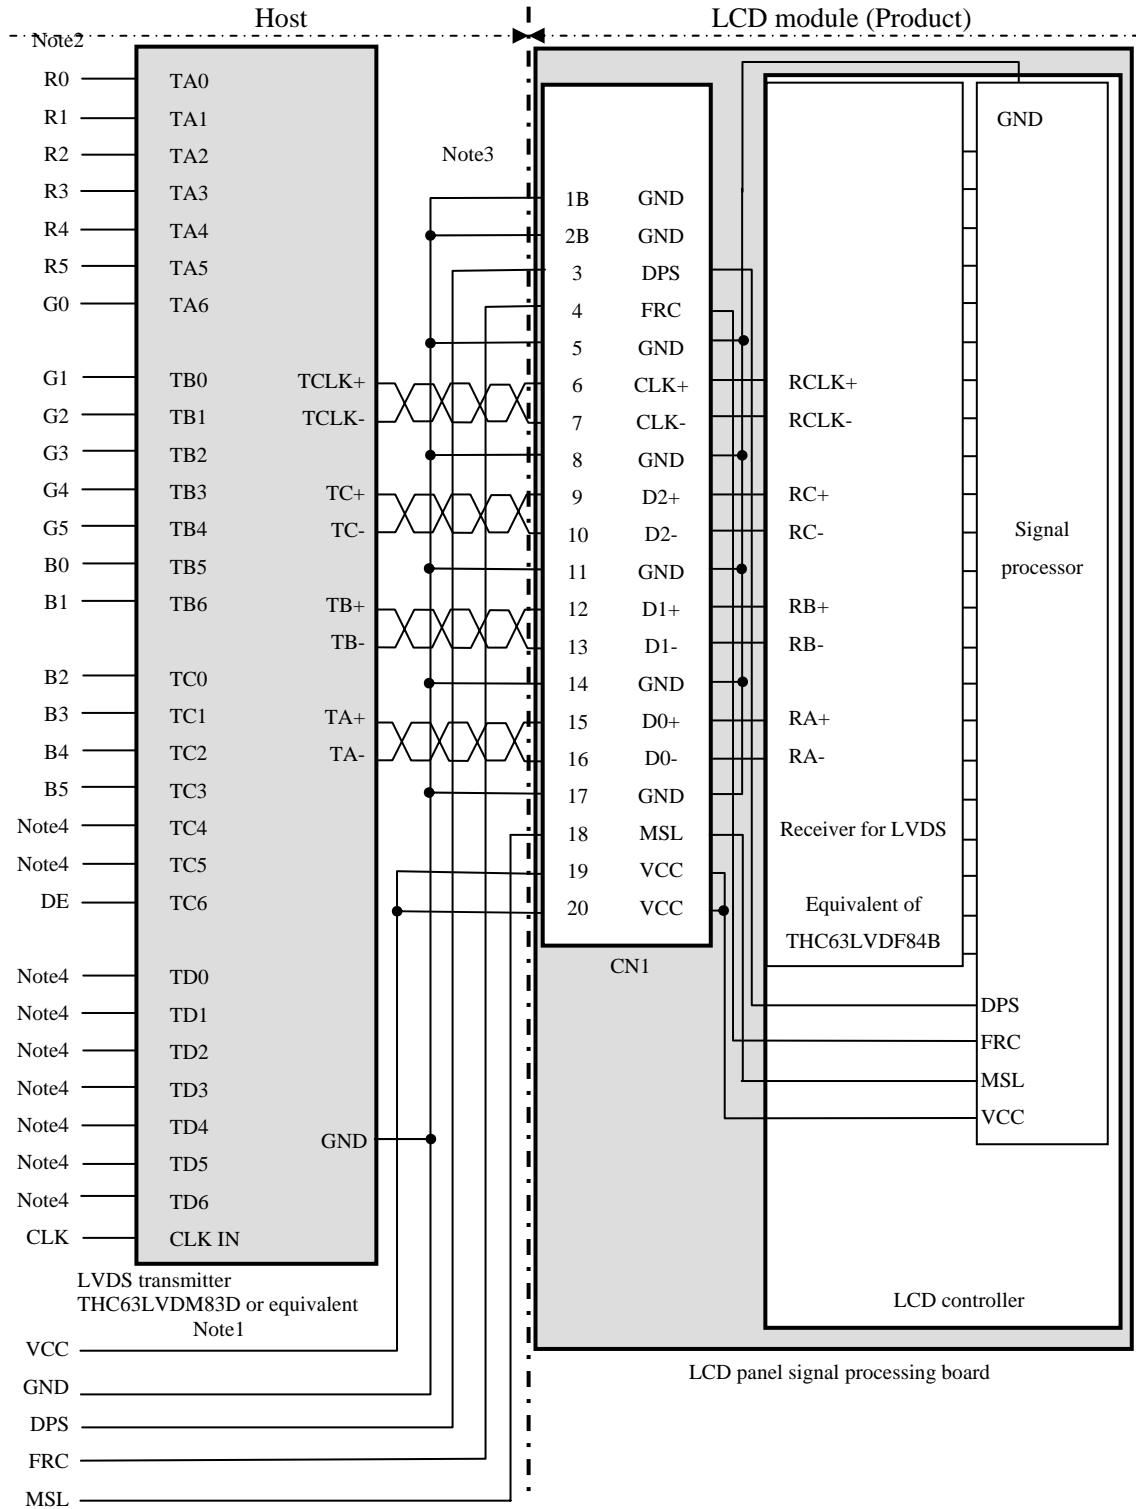 Host
LCD module (Product)
Note2
R0 TA0
R1 TA1
R2 TA2
R3 TA3
R4 TA4
R5 TA5
G0 TA6
G1 TB0 TCLK+
G2 TB1 TCLK-
G3 TB2
G4 TB3 TC+
G5 TB4 TC-
B0 TB5
B1 TB6 TB+
TB-
B2 TC0
B3 TC1 TA+
B4 TC2 TA-
B5 TC3
Note4 TC4
Note4 TC5
DE TC6
Note4 TD0
Note4 TD1
Note4 TD2
Note4 TD3
Note4 TD4
GND
Note4 TD5
Note4 TD6
CLK CLK IN
LVDS transmitter
THC63LVDM83D or equivalent
Note1
VCC
GND
DPS
FRC
MSL
Note3
1B GND
2B GND
3 DPS
4 FRC
5 GND
6 CLK+
7 CLK-
8 GND
9 D2+
10 D2-
11 GND
12 D1+
13 D1-
14 GND
15 D0+
16 D0-
17 GND
18 MSL
19 VCC
20 VCC
CN1
RCLK+
RCLK-
RC+
RC-
RB+
RB-
RA+
RA-
Receiver for LVDS
Equivalent of
THC63LVDF84B
GND
Signal
processor
DPS
FRC
MSL
VCC
LCD controller
LCD panel signal processing board